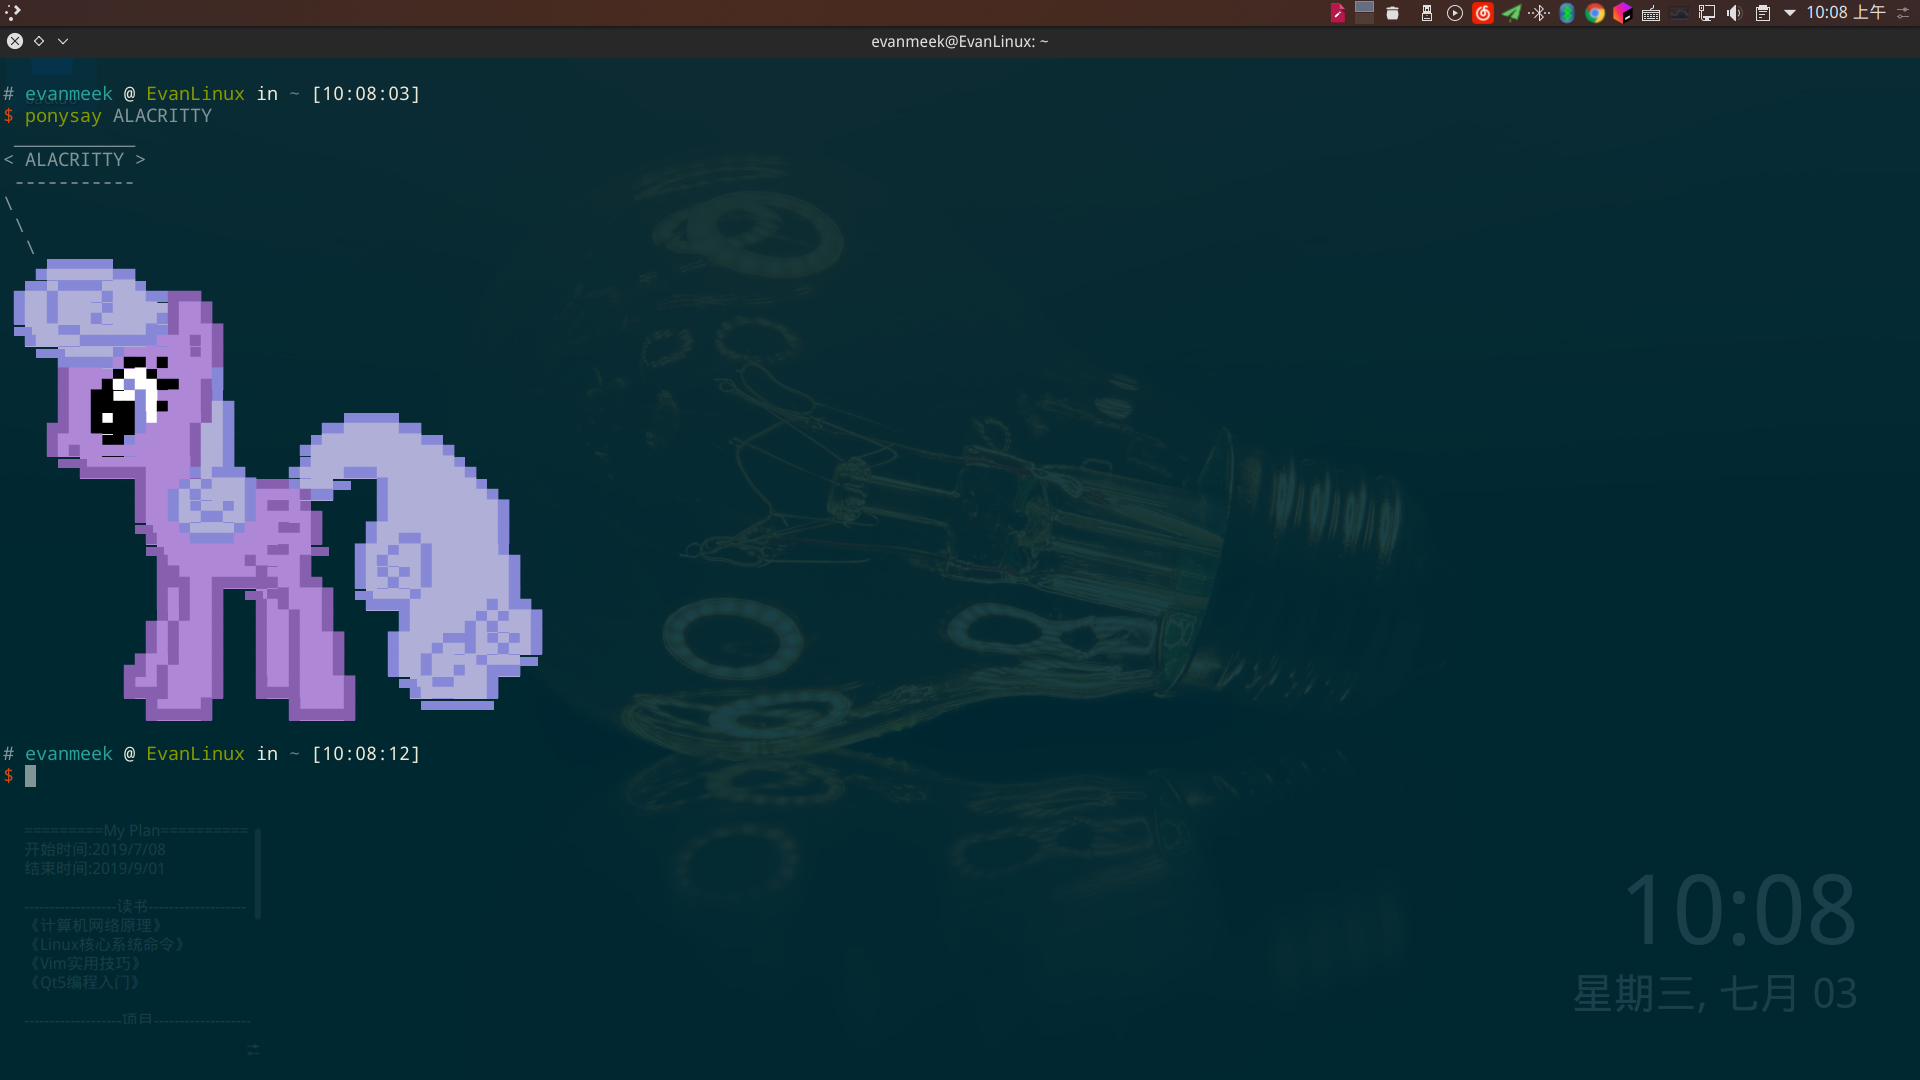 10:08 上午
evanmeek@EvanLinux: ~
# evanmeek @ EvanLinux in ~ [10:08:03]
$ ponysay ALACRITTY
___________
< ALACRITTY >
-----------
\
\
\
# evanmeek @ EvanLinux in ~ [10:08:12]
$
=========My Plan==========
开始时间:2019/7/08
结束时间:2019/9/01
------------------读书-------------------
《计算机网络原理》
《Linux核心系统命令》
《Vim实用技巧》
《Qt5编程入门》
-------------------项目-------------------
10:08
星期三, 七月 03